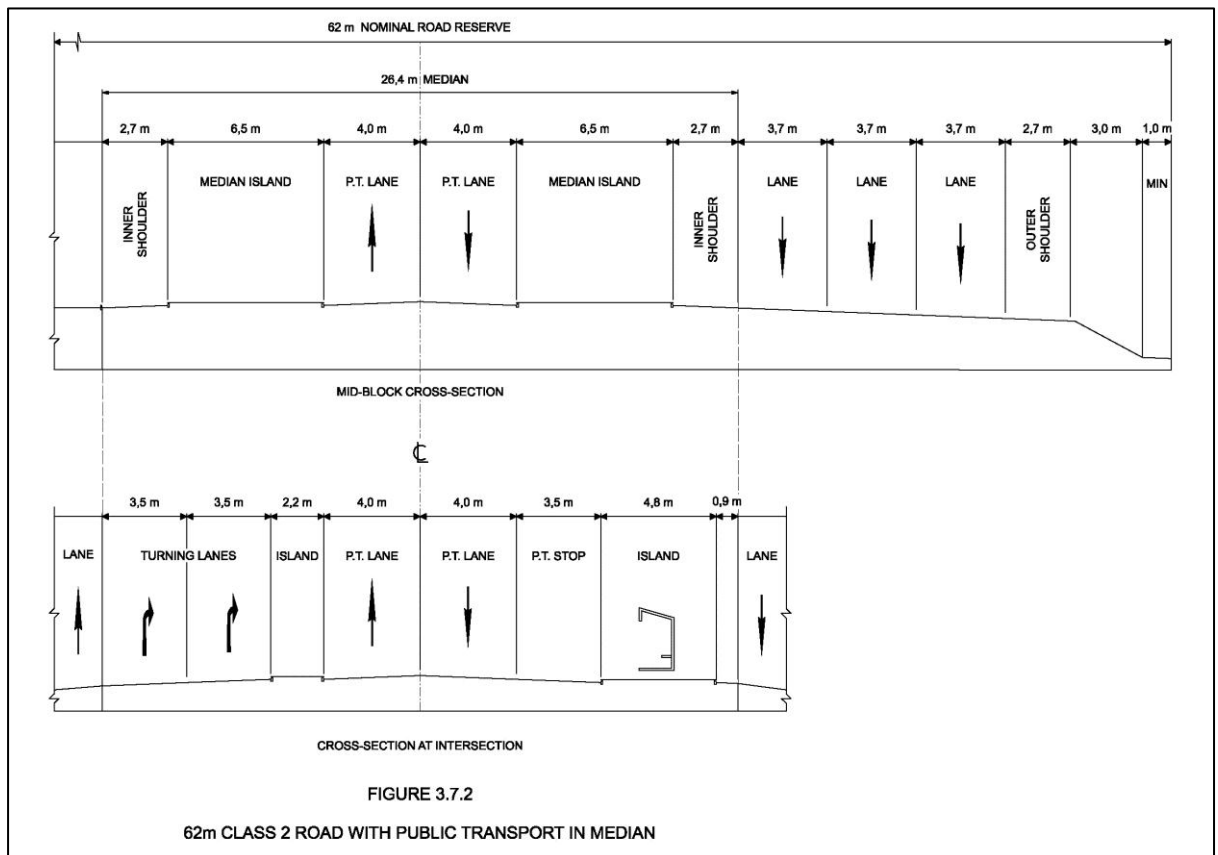 62 m NOMINAL ROAD RESERVE
26,4 m MEDIAN
2,7 m 6,5 m 4,0 m 4,0 m 6,5 m 2,7 m 3,7 m 3,7 m 3,7 m 2,7 m 3,0 m 1,0 m
INNER
SHOULDER
MEDIAN ISLAND
P.T. LANE
P.T. LANE
MEDIAN ISLAND
INNER
SHOULDER
LANE
LANE
LANE
OUTER
SHOULDER
MIN
MID-BLOCK CROSS-SECTION
℄
3,5 m 3,5 m 2,2 m 4,0 m 4,0 m 3,5 m 4,8 m 0,9 m
LANE TURNING LANES ISLAND P.T. LANE P.T. LANE P.T. STOP ISLAND LANE
CROSS-SECTION AT INTERSECTION
FIGURE 3.7.2
62m CLASS 2 ROAD WITH PUBLIC TRANSPORT IN MEDIAN